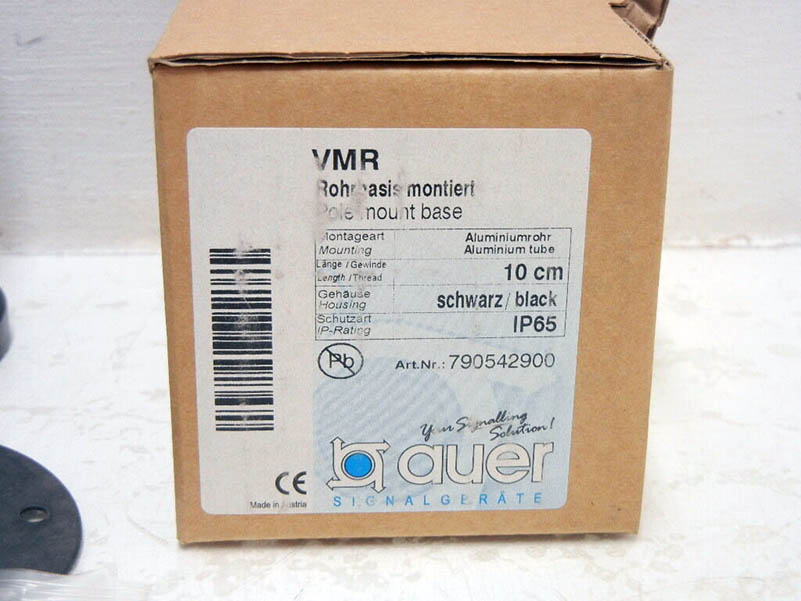 VMR
Rohrbasis montiert
Pole mount base
Montageart Aluminiumrohr
Mounting Aluminium tube
Länge / Gewinde 10 cm
Length / Thread
Gehäuse schwarz / black
Housing
Schutzart IP65
IP-Rating
Pb Art.Nr.: 790542900
Your Signalling
Solution!
auer
SIGNALGERÄTE
CE
Made in Austria